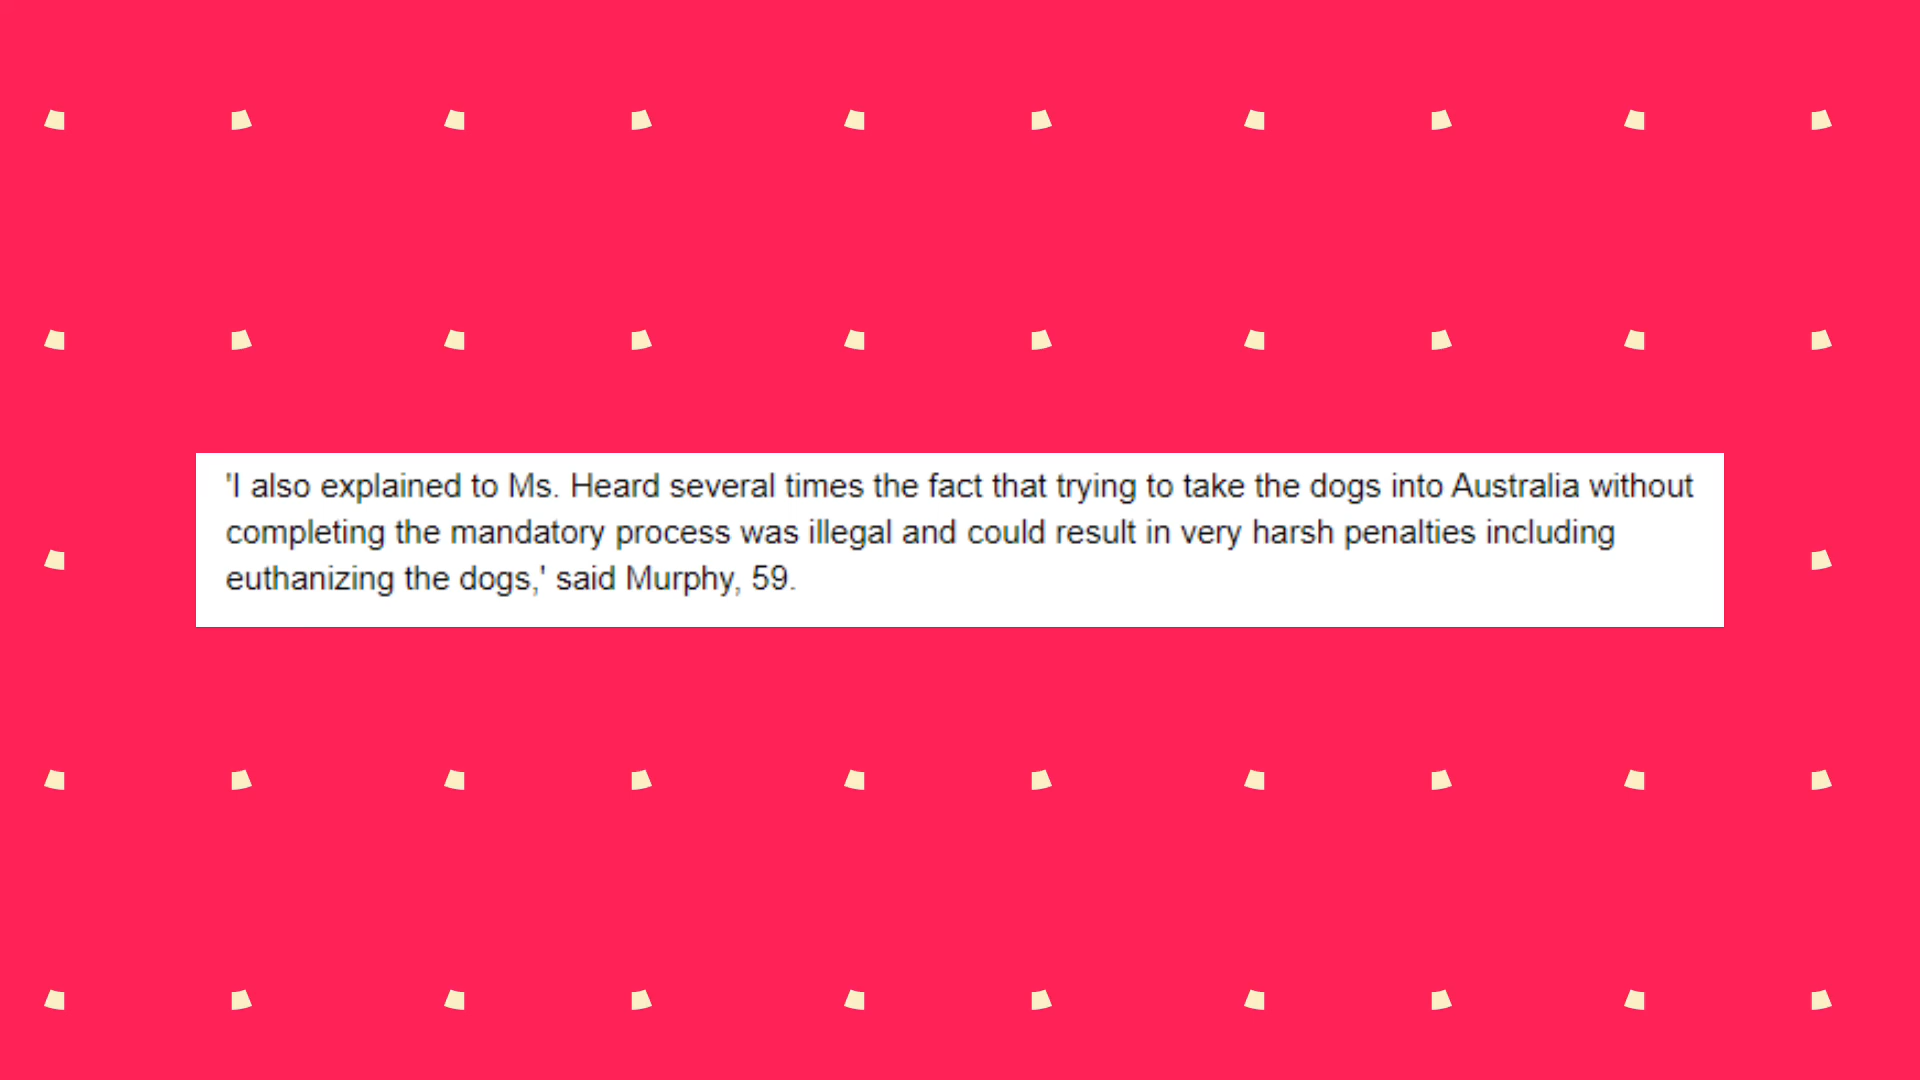 'I also explained to Ms. Heard several times the fact that trying to take the dogs into Australia without
completing the mandatory process was illegal and could result in very harsh penalties including
euthanizing the dogs,' said Murphy, 59.